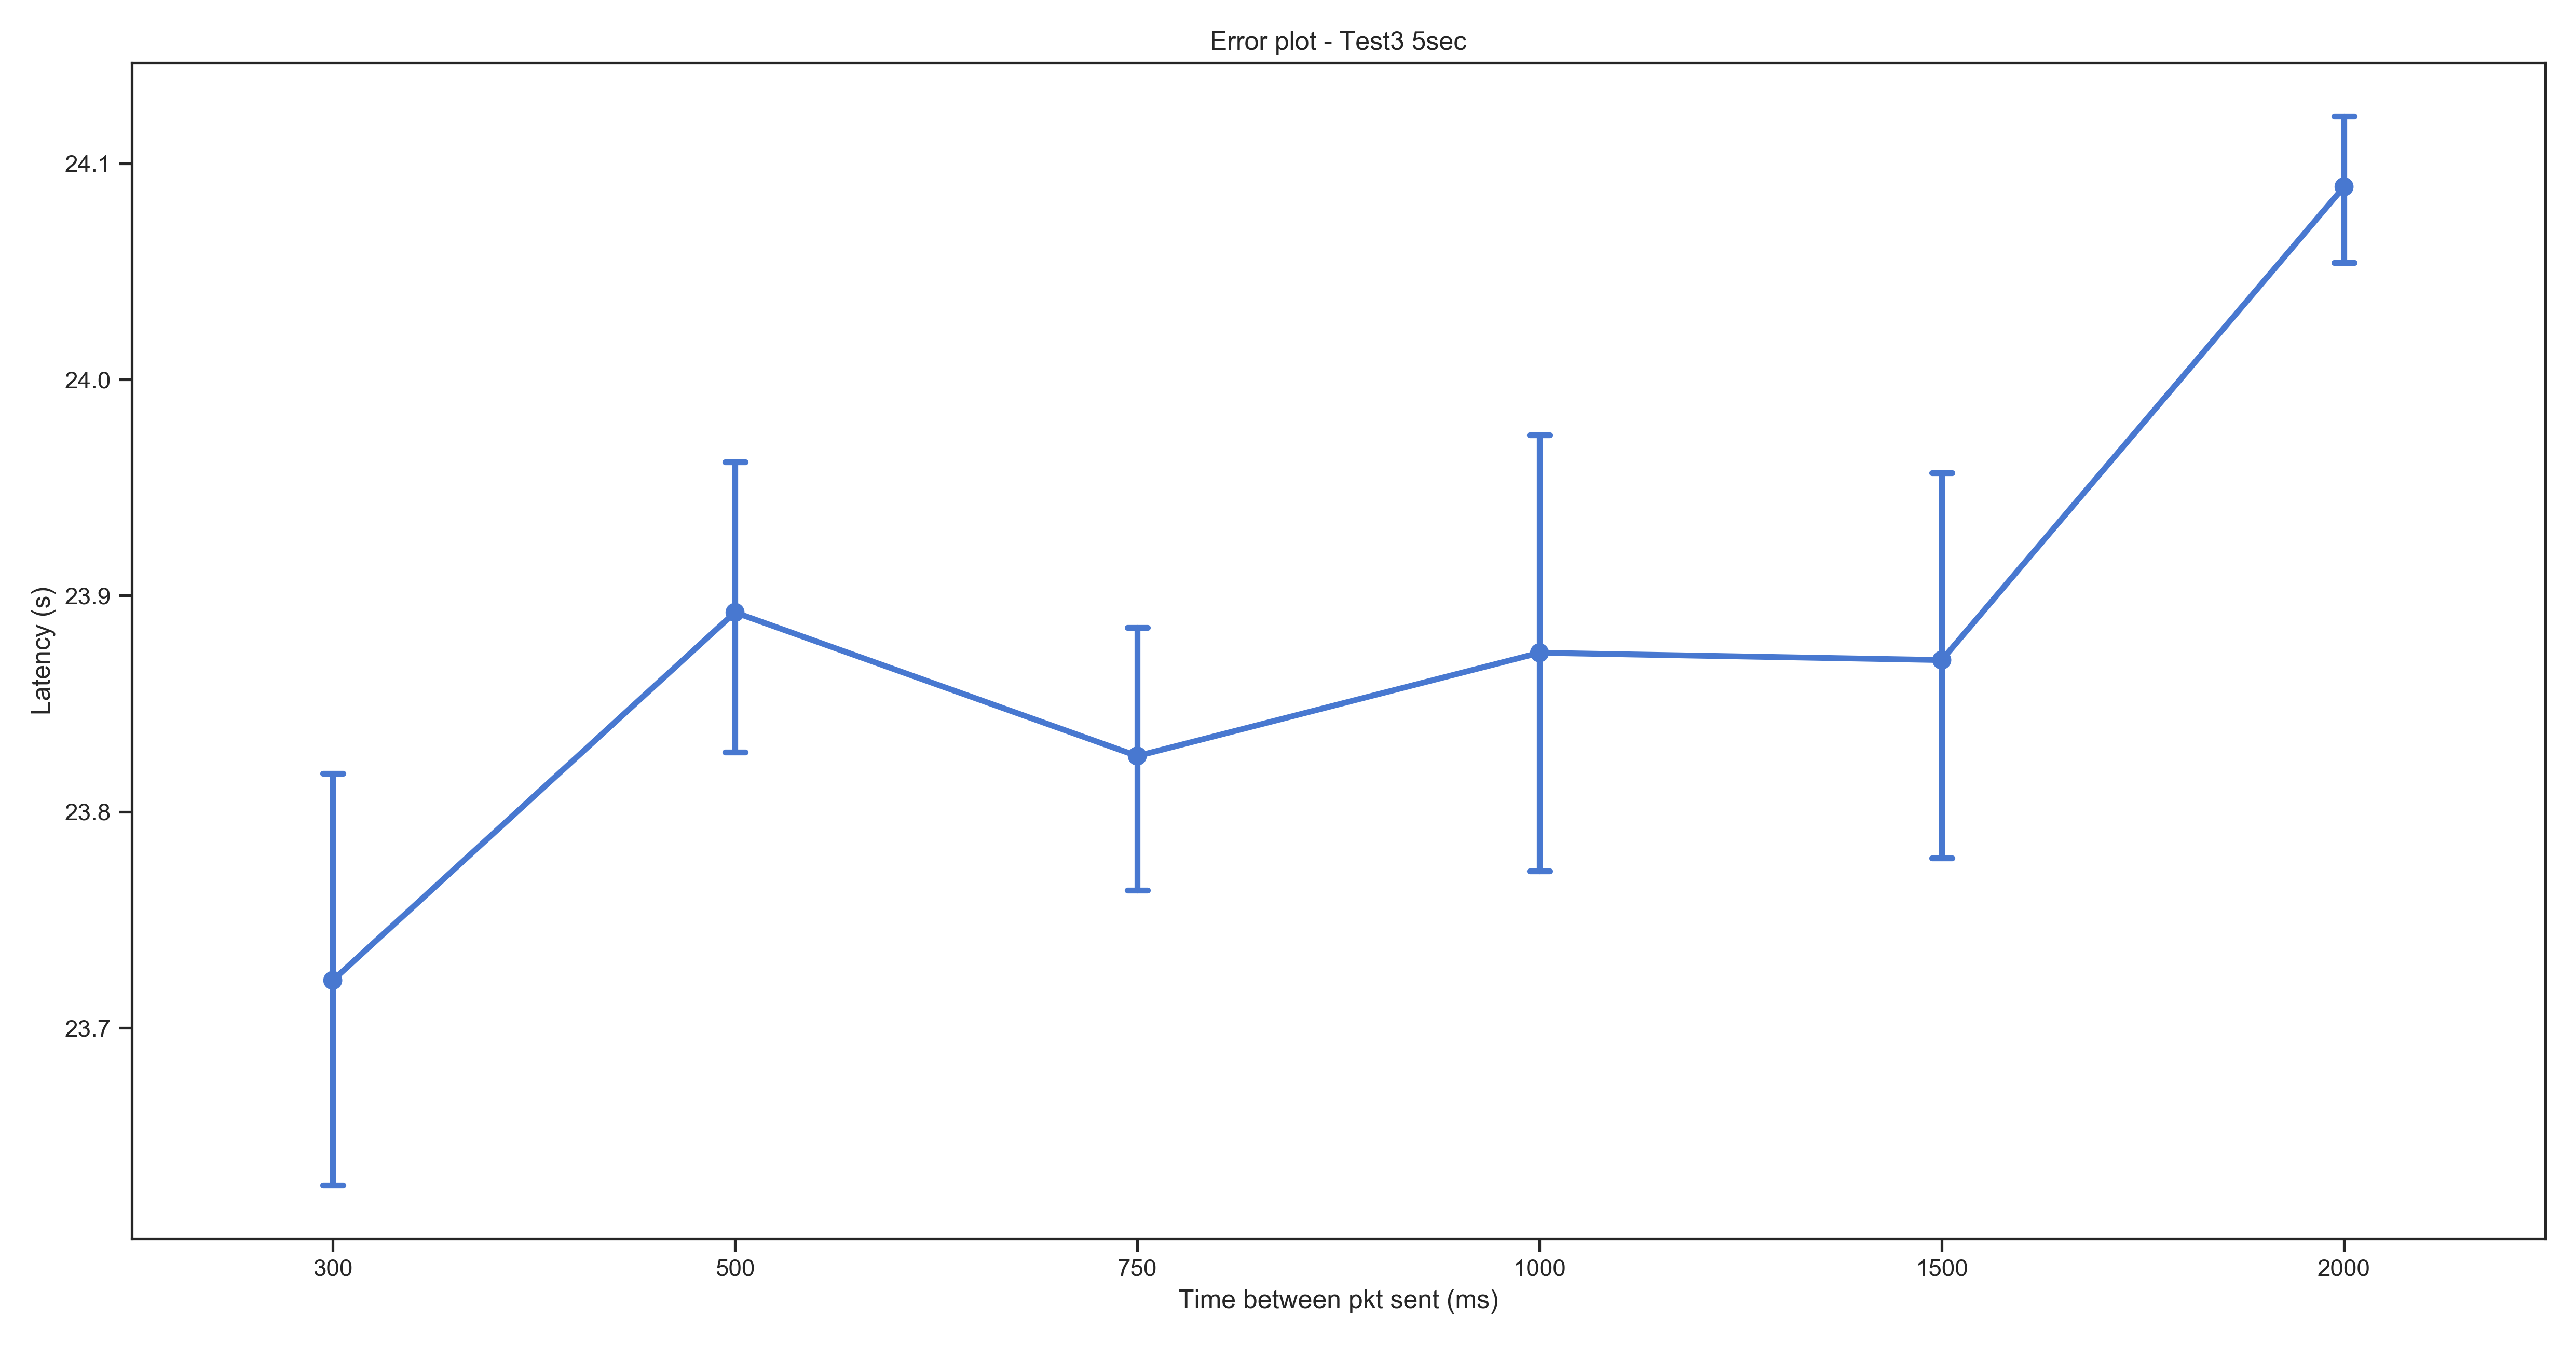 Error plot - Test3 5sec
Latency (s)
24.1
24.0
23.9
23.8
23.7
300 500 750 1000 1500 2000
Time between pkt sent (ms)